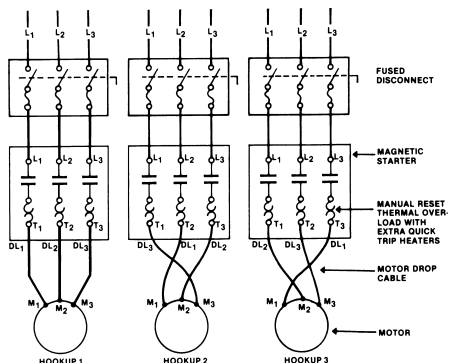 L1 L2 L3 L1 L2 L3 L1 L2 L3
FUSED
DISCONNECT
L1 L2 L3 L1 L2 L3 L1 L2 L3
MAGNETIC
STARTER
T1 T2 T3 T1 T2 T3 T1 T2 T3
MANUAL RESET
THERMAL OVER-
LOAD WITH
EXTRA QUICK
TRIP HEATERS
DL1 DL2 DL3 DL3 DL1 DL2 DL2 DL3 DL1
MOTOR DROP
CABLE
M1 M2 M3 M1 M2 M3 M1 M2 M3
MOTOR
HOOKUP 1 HOOKUP 2 HOOKUP 3